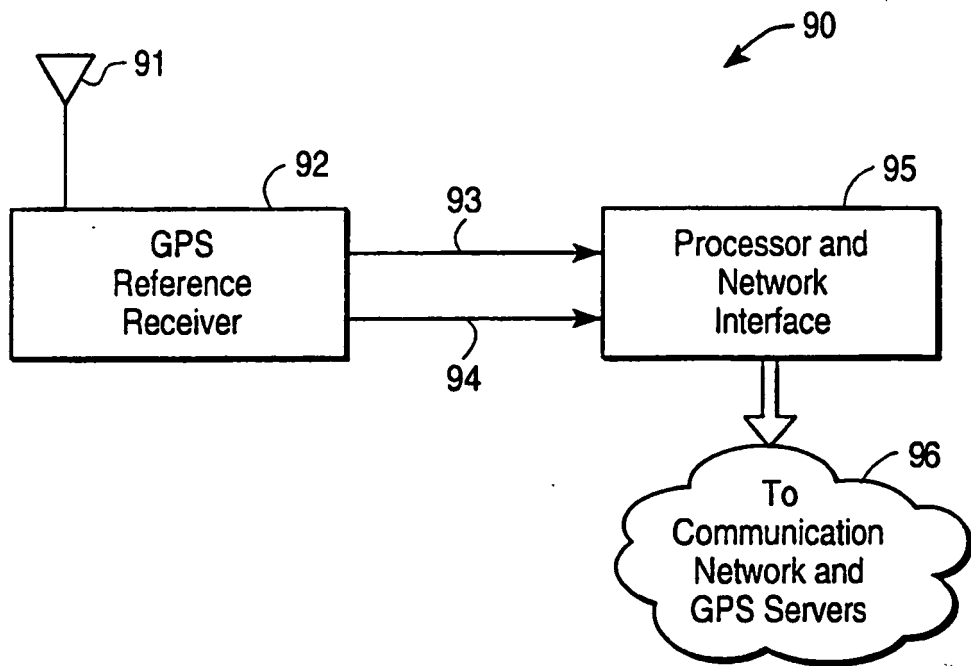 90
91
92
GPS
Reference
Receiver
93
94
95
Processor and
Network
Interface
96
To
Communication
Network and
GPS Servers